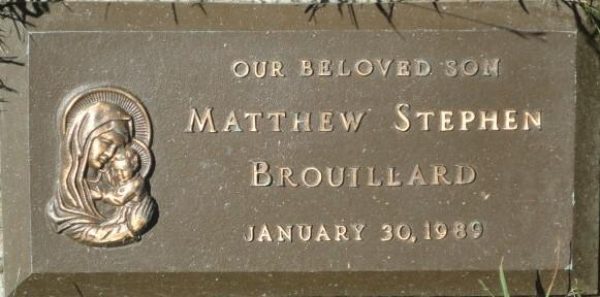 OUR BELOVED SON
MATTHEW STEPHEN
BROUILLARD
JANUARY 30, 1989